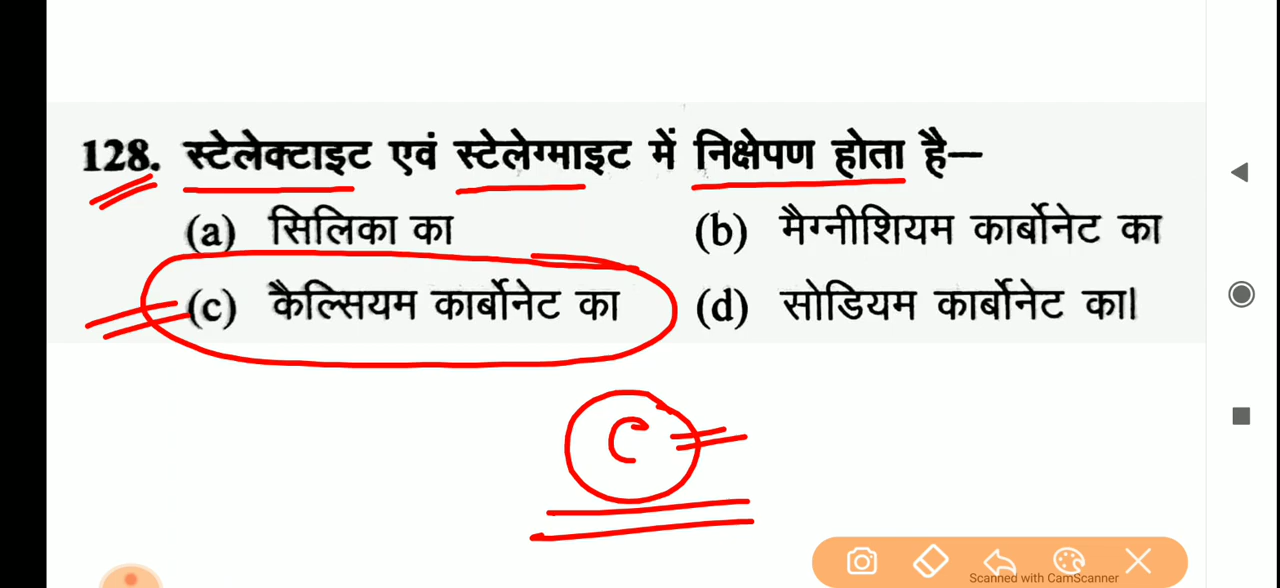 128. स्टेलेक्टाइट एवं स्टेलेग्माइट में निक्षेपण होता है—
(a) सिलिका का (b) मैग्नीशियम कार्बोनेट का
(c) कैल्सियम कार्बोनेट का (d) सोडियम कार्बोनेट का।
C
Scanned with CamScanner